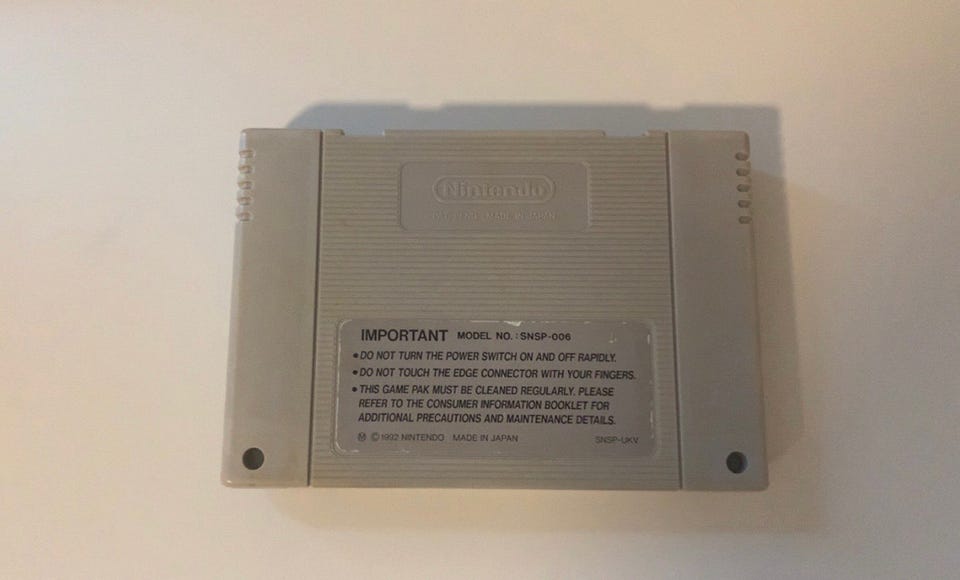 Nintendo
PAT. PEND. MADE IN JAPAN
IMPORTANT MODEL NO.: SNSP-006
•DO NOT TURN THE POWER SWITCH ON AND OFF RAPIDLY.
•DO NOT TOUCH THE EDGE CONNECTOR WITH YOUR FINGERS.
•THIS GAME PAK MUST BE CLEANED REGULARLY. PLEASE
REFER TO THE CONSUMER INFORMATION BOOKLET FOR
ADDITIONAL PRECAUTIONS AND MAINTENANCE DETAILS.
Ⓜ ©1992 NINTENDO MADE IN JAPAN SNSP-UKV